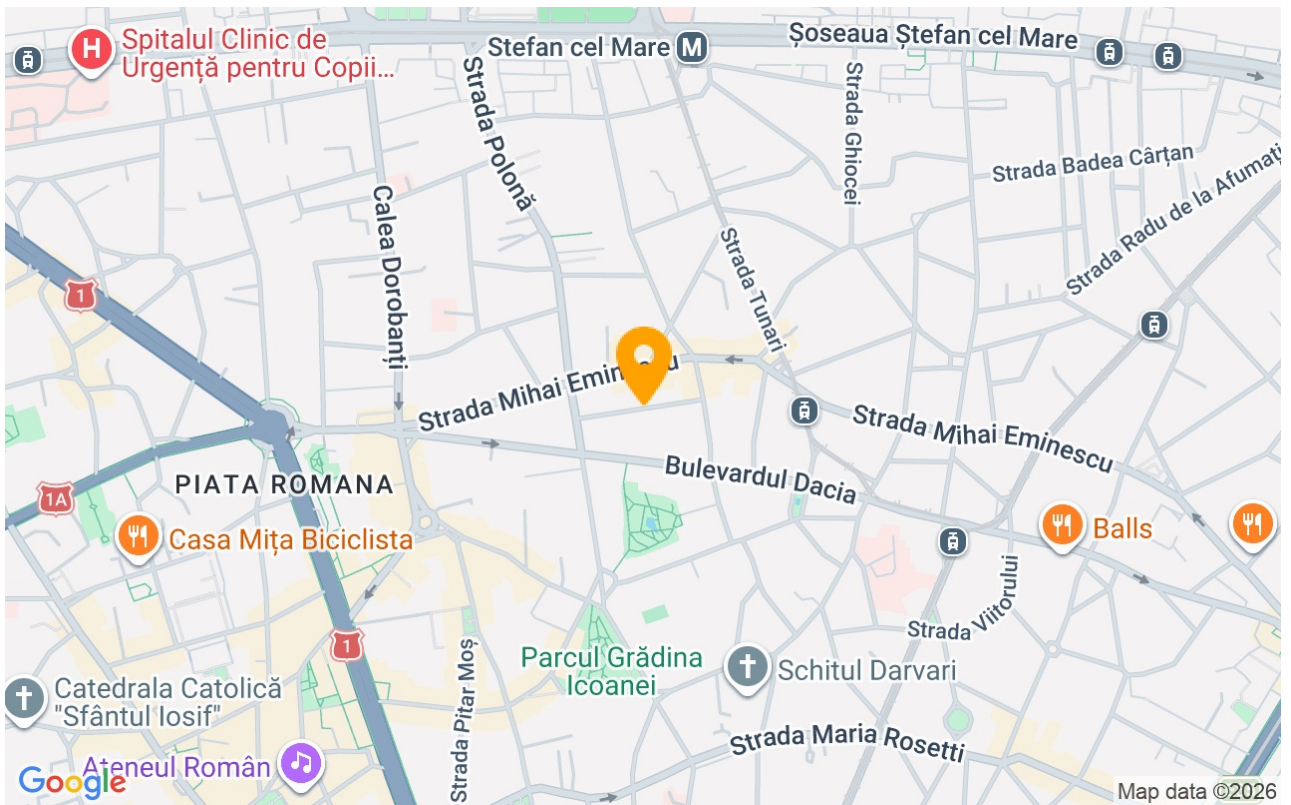 Spitalul Clinic de
Urgență pentru Copii...
H
Ștefan cel Mare M
Șoseaua Ștefan cel Mare
Strada Polonă
Strada Ghiocei
Strada Badea Cârțan
Strada Radu de la Afumați
Calea Dorobanți
Strada Tunari
1
Strada Mihai Eminescu
Strada Mihai Eminescu
PIATA ROMANA
1A
Bulevardul Dacia
Casa Mița Biciclista
Balls
Strada Viitorului
1
Strada Pitar Moș
Parcul Grădina
Icoanei
Schitul Darvari
Catedrala Catolică
"Sfântul Iosif"
Strada Maria Rosetti
Ateneul Român
Google
Map data ©2026